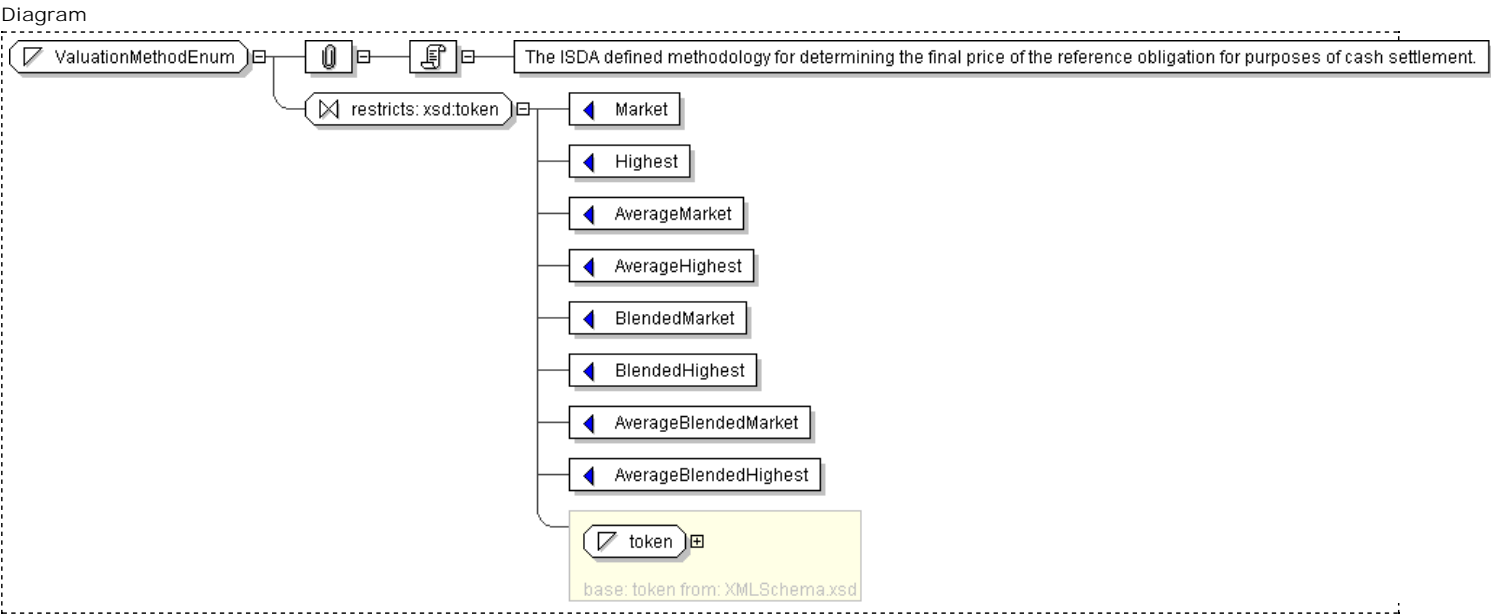 Diagram
ValuationMethodEnum
The ISDA defined methodology for determining the final price of the reference obligation for purposes of cash settlement.
restricts: xsd:token
Market
Highest
AverageMarket
AverageHighest
BlendedMarket
BlendedHighest
AverageBlendedMarket
AverageBlendedHighest
token
base: token from: XMLSchema.xsd